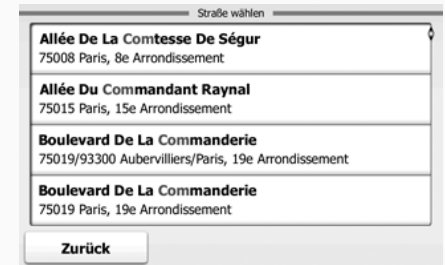 Straße wählen
Allée De La Comtesse De Ségur
75008 Paris, 8e Arrondissement
Allée Du Commandant Raynal
75015 Paris, 15e Arrondissement
Boulevard De La Commanderie
75019/93300 Aubervilliers/Paris, 19e Arrondissement
Boulevard De La Commanderie
75019 Paris, 19e Arrondissement
Zurück